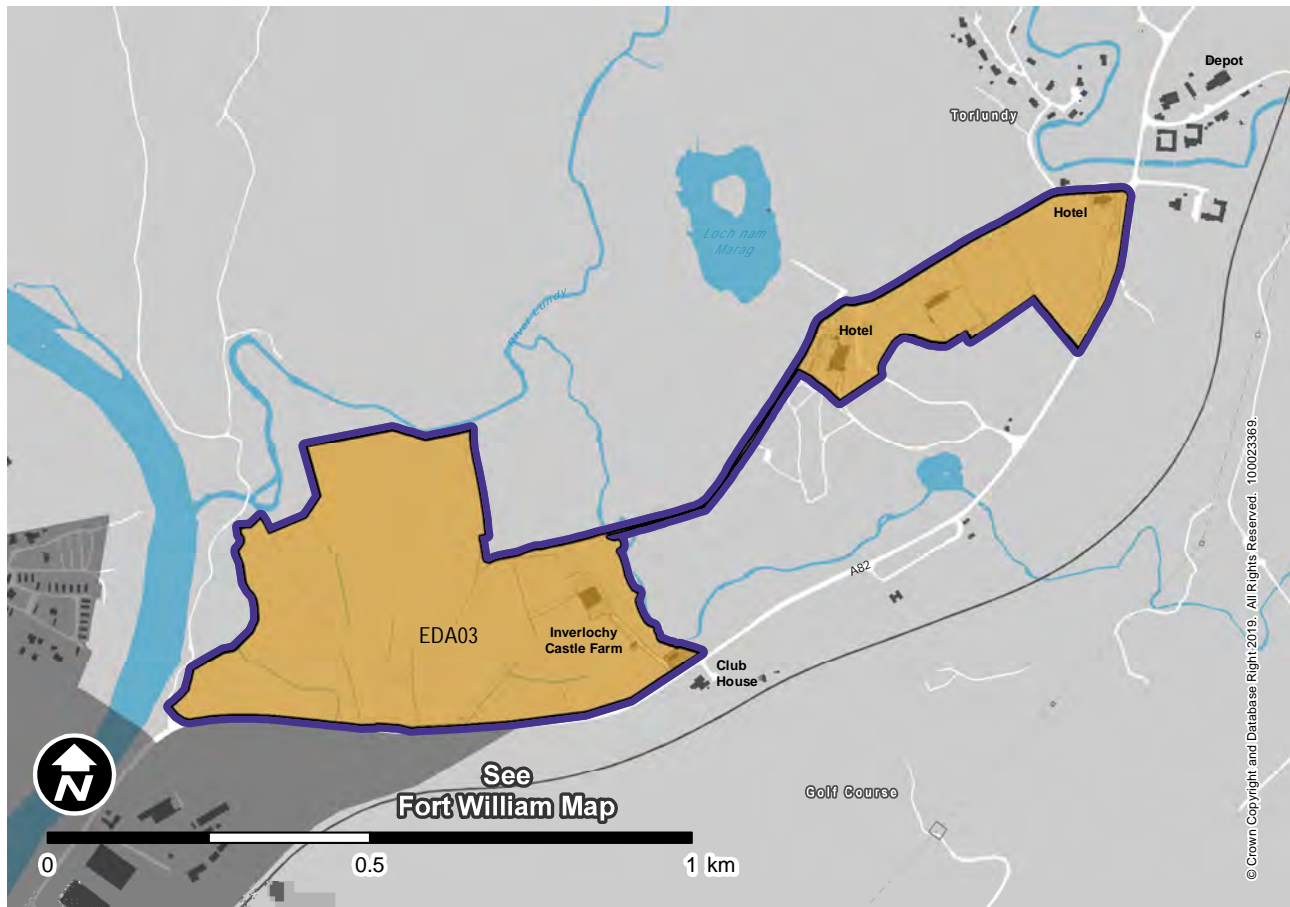 Depot
Torlundy
Hotel
Loch nam
Marag
River Lundy
Hotel
EDA03
Inverlochy
Castle Farm
A82
Club
House
See
Fort William Map
Golf Course
N
0
0.5
1 km
© Crown Copyright and Database Right 2019. All Rights Reserved. 100023369.